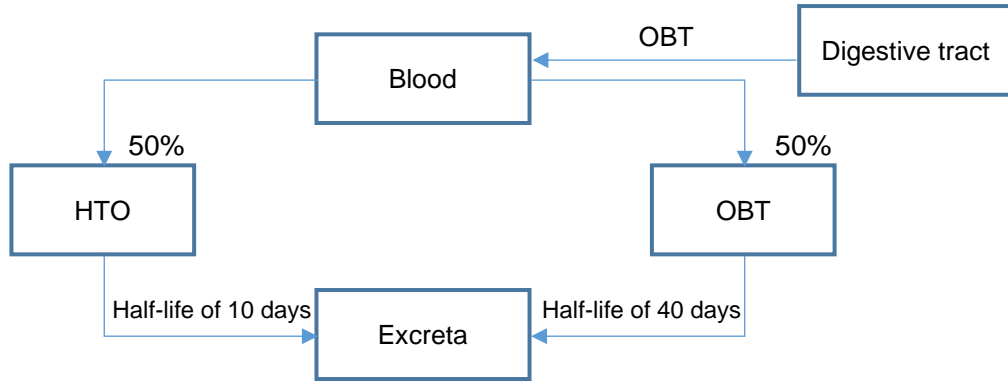 OBT
Digestive tract
Blood
50%
50%
HTO
OBT
Half-life of 10 days
Half-life of 40 days
Excreta